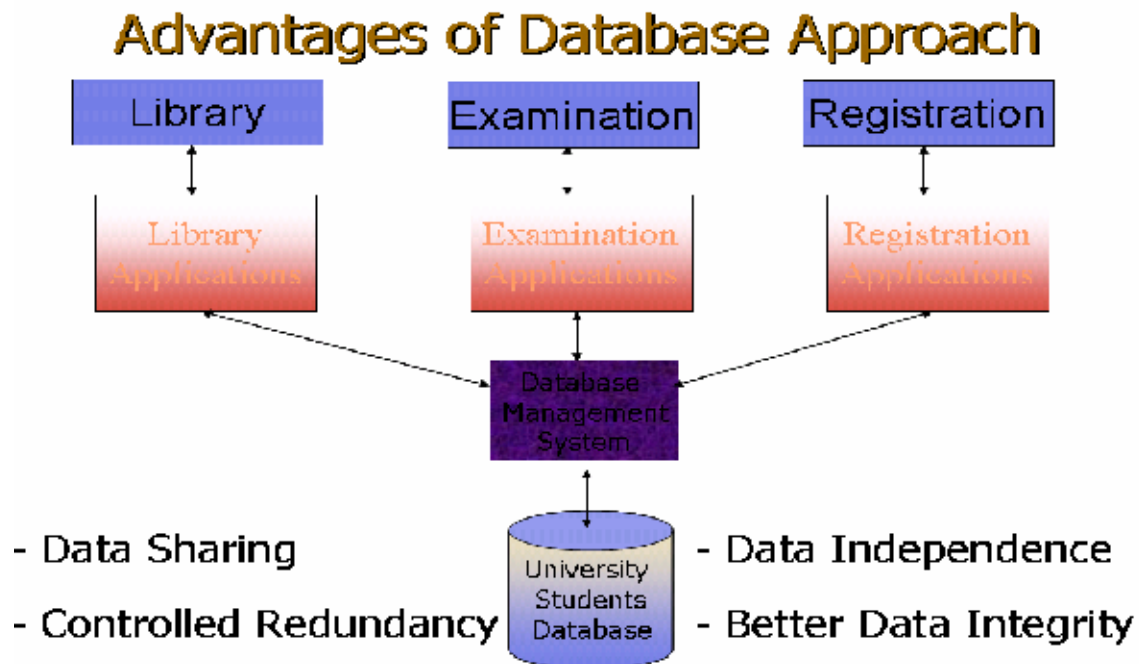 Advantages of Database Approach
Library
Examination
Registration
Library
Applications
Examination
Applications
Registration
Applications
Database
Management
System
University
Students
Database
- Data Sharing
- Controlled Redundancy
- Data Independence
- Better Data Integrity